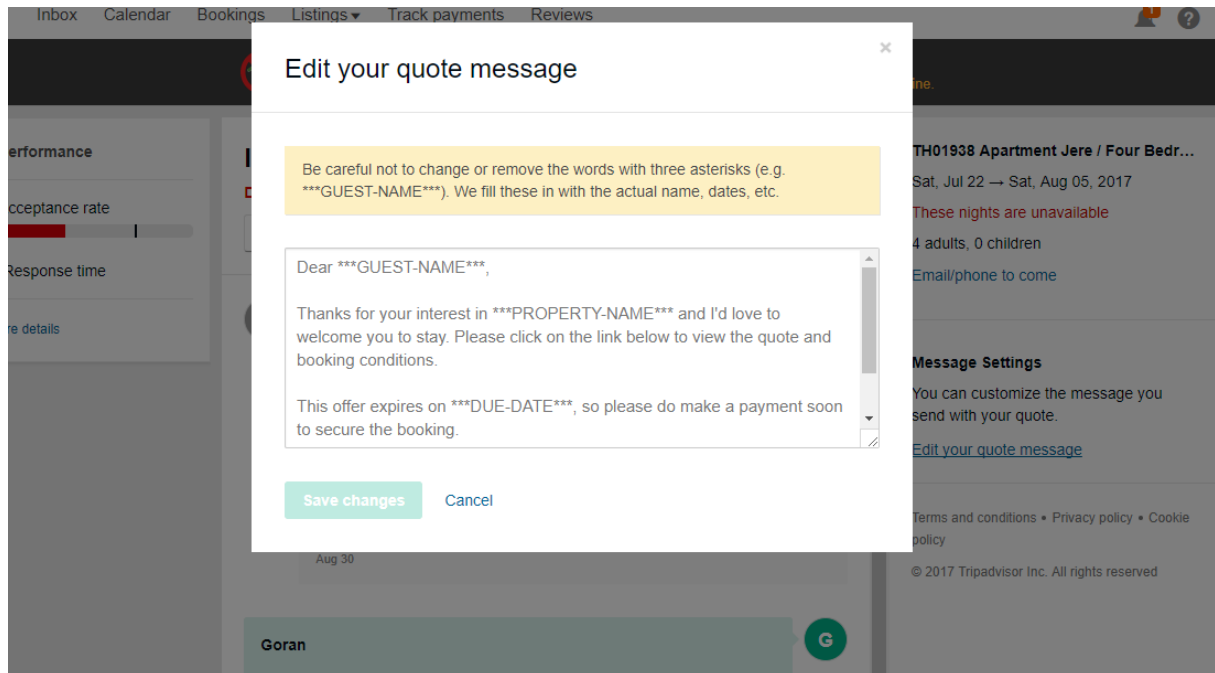 Inbox Calendar Bookings Listings ▾ Track payments Reviews
1 ?
×
Edit your quote message
ine.
erformance
cceptance rate
Response time
re details
Be careful not to change or remove the words with three asterisks (e.g.
***GUEST-NAME***). We fill these in with the actual name, dates, etc.
Dear ***GUEST-NAME***,
Thanks for your interest in ***PROPERTY-NAME*** and I'd love to
welcome you to stay. Please click on the link below to view the quote and
booking conditions.
This offer expires on ***DUE-DATE***, so please do make a payment soon
to secure the booking.
Save changes Cancel
TH01938 Apartment Jere / Four Bedr...
Sat, Jul 22 → Sat, Aug 05, 2017
These nights are unavailable
4 adults, 0 children
Email/phone to come
Message Settings
You can customize the message you
send with your quote.
Edit your quote message
Terms and conditions • Privacy policy • Cookie
policy
© 2017 Tripadvisor Inc. All rights reserved
Aug 30
Goran
G